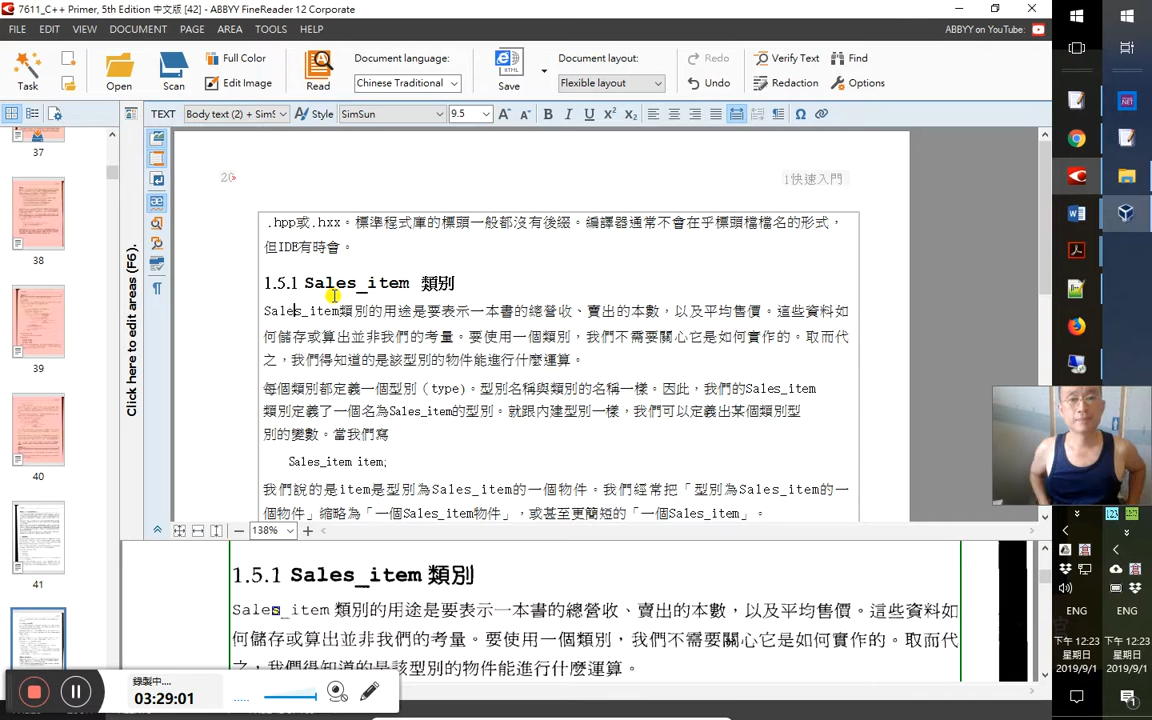 7611_C++ Primer, 5th Edition 中文版 [42] - ABBYY FineReader 12 Corporate
FILE EDIT VIEW DOCUMENT PAGE AREA TOOLS HELP
ABBYY on YouTube:
Task
Open
Scan
Full Color
Edit Image
Read
Document language:
Chinese Traditional
Save
Document layout:
Flexible layout
Redo
Undo
Verify Text
Find
Redaction
Options
TEXT
Body text (2) + SimS
Style
SimSun
9.5
37
38
39
40
41
Click here to edit areas (F6).
20
1快速入門
.hpp或.hxx。標準程式庫的標頭一般都沒有後綴。編譯器通常不會在乎標頭檔檔名的形式，
但IDE有時會。
1.5.1 Sales_item 類別
Sales_item類別的用途是要表示一本書的總營收、賣出的本數，以及平均售價。這些資料如
何儲存或算出並非我們的考量。要使用一個類別，我們不需要關心它是如何實作的。取而代
之，我們得知道的是該型別的物件能進行什麼運算。
每個類別都定義一個型別（type）。型別名稱與類別的名稱一樣。因此，我們的Sales_item
類別定義了一個名為Sales_item的型別。就跟內建型別一樣，我們可以定義出某個類別型
別的變數。當我們寫
Sales_item item;
我們說的是item是型別為Sales_item的一個物件。我們經常把「型別為Sales_item的一
個物件」縮略為「一個Sales_item物件」，或甚至更簡短的「一個Sales_item」。
138%
1.5.1 Sales_item 類別
Sales_item 類別的用途是要表示一本書的總營收、賣出的本數，以及平均售價。這些資料如
何儲存或算出並非我們的考量。要使用一個類別，我們不需要關心它是如何實作的。取而代
之，我們得知道的是該型別的物件能進行什麼運算。
錄製中....
03:29:01
ENG
下午 12:23
星期日
2019/9/1
ENG
下午 12:23
星期日
2019/9/1